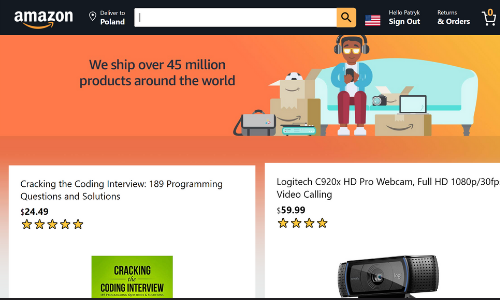 amazon
Deliver to
Poland
Hello Patryk
Sign Out
Returns
& Orders
0
We ship over 45 million
products around the world
Cracking the Coding Interview: 189 Programming
Questions and Solutions
$24.49
Logitech C920x HD Pro Webcam, Full HD 1080p/30fp
Video Calling
$59.99
CRACKING
the
CODING INTERVIEW